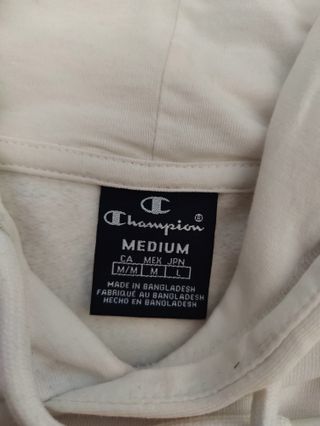 Champion®
MEDIUM
CA MEX JPN
M/M M L
MADE IN BANGLADESH
FABRIQUÉ AU BANGLADESH
HECHO EN BANGLADESH